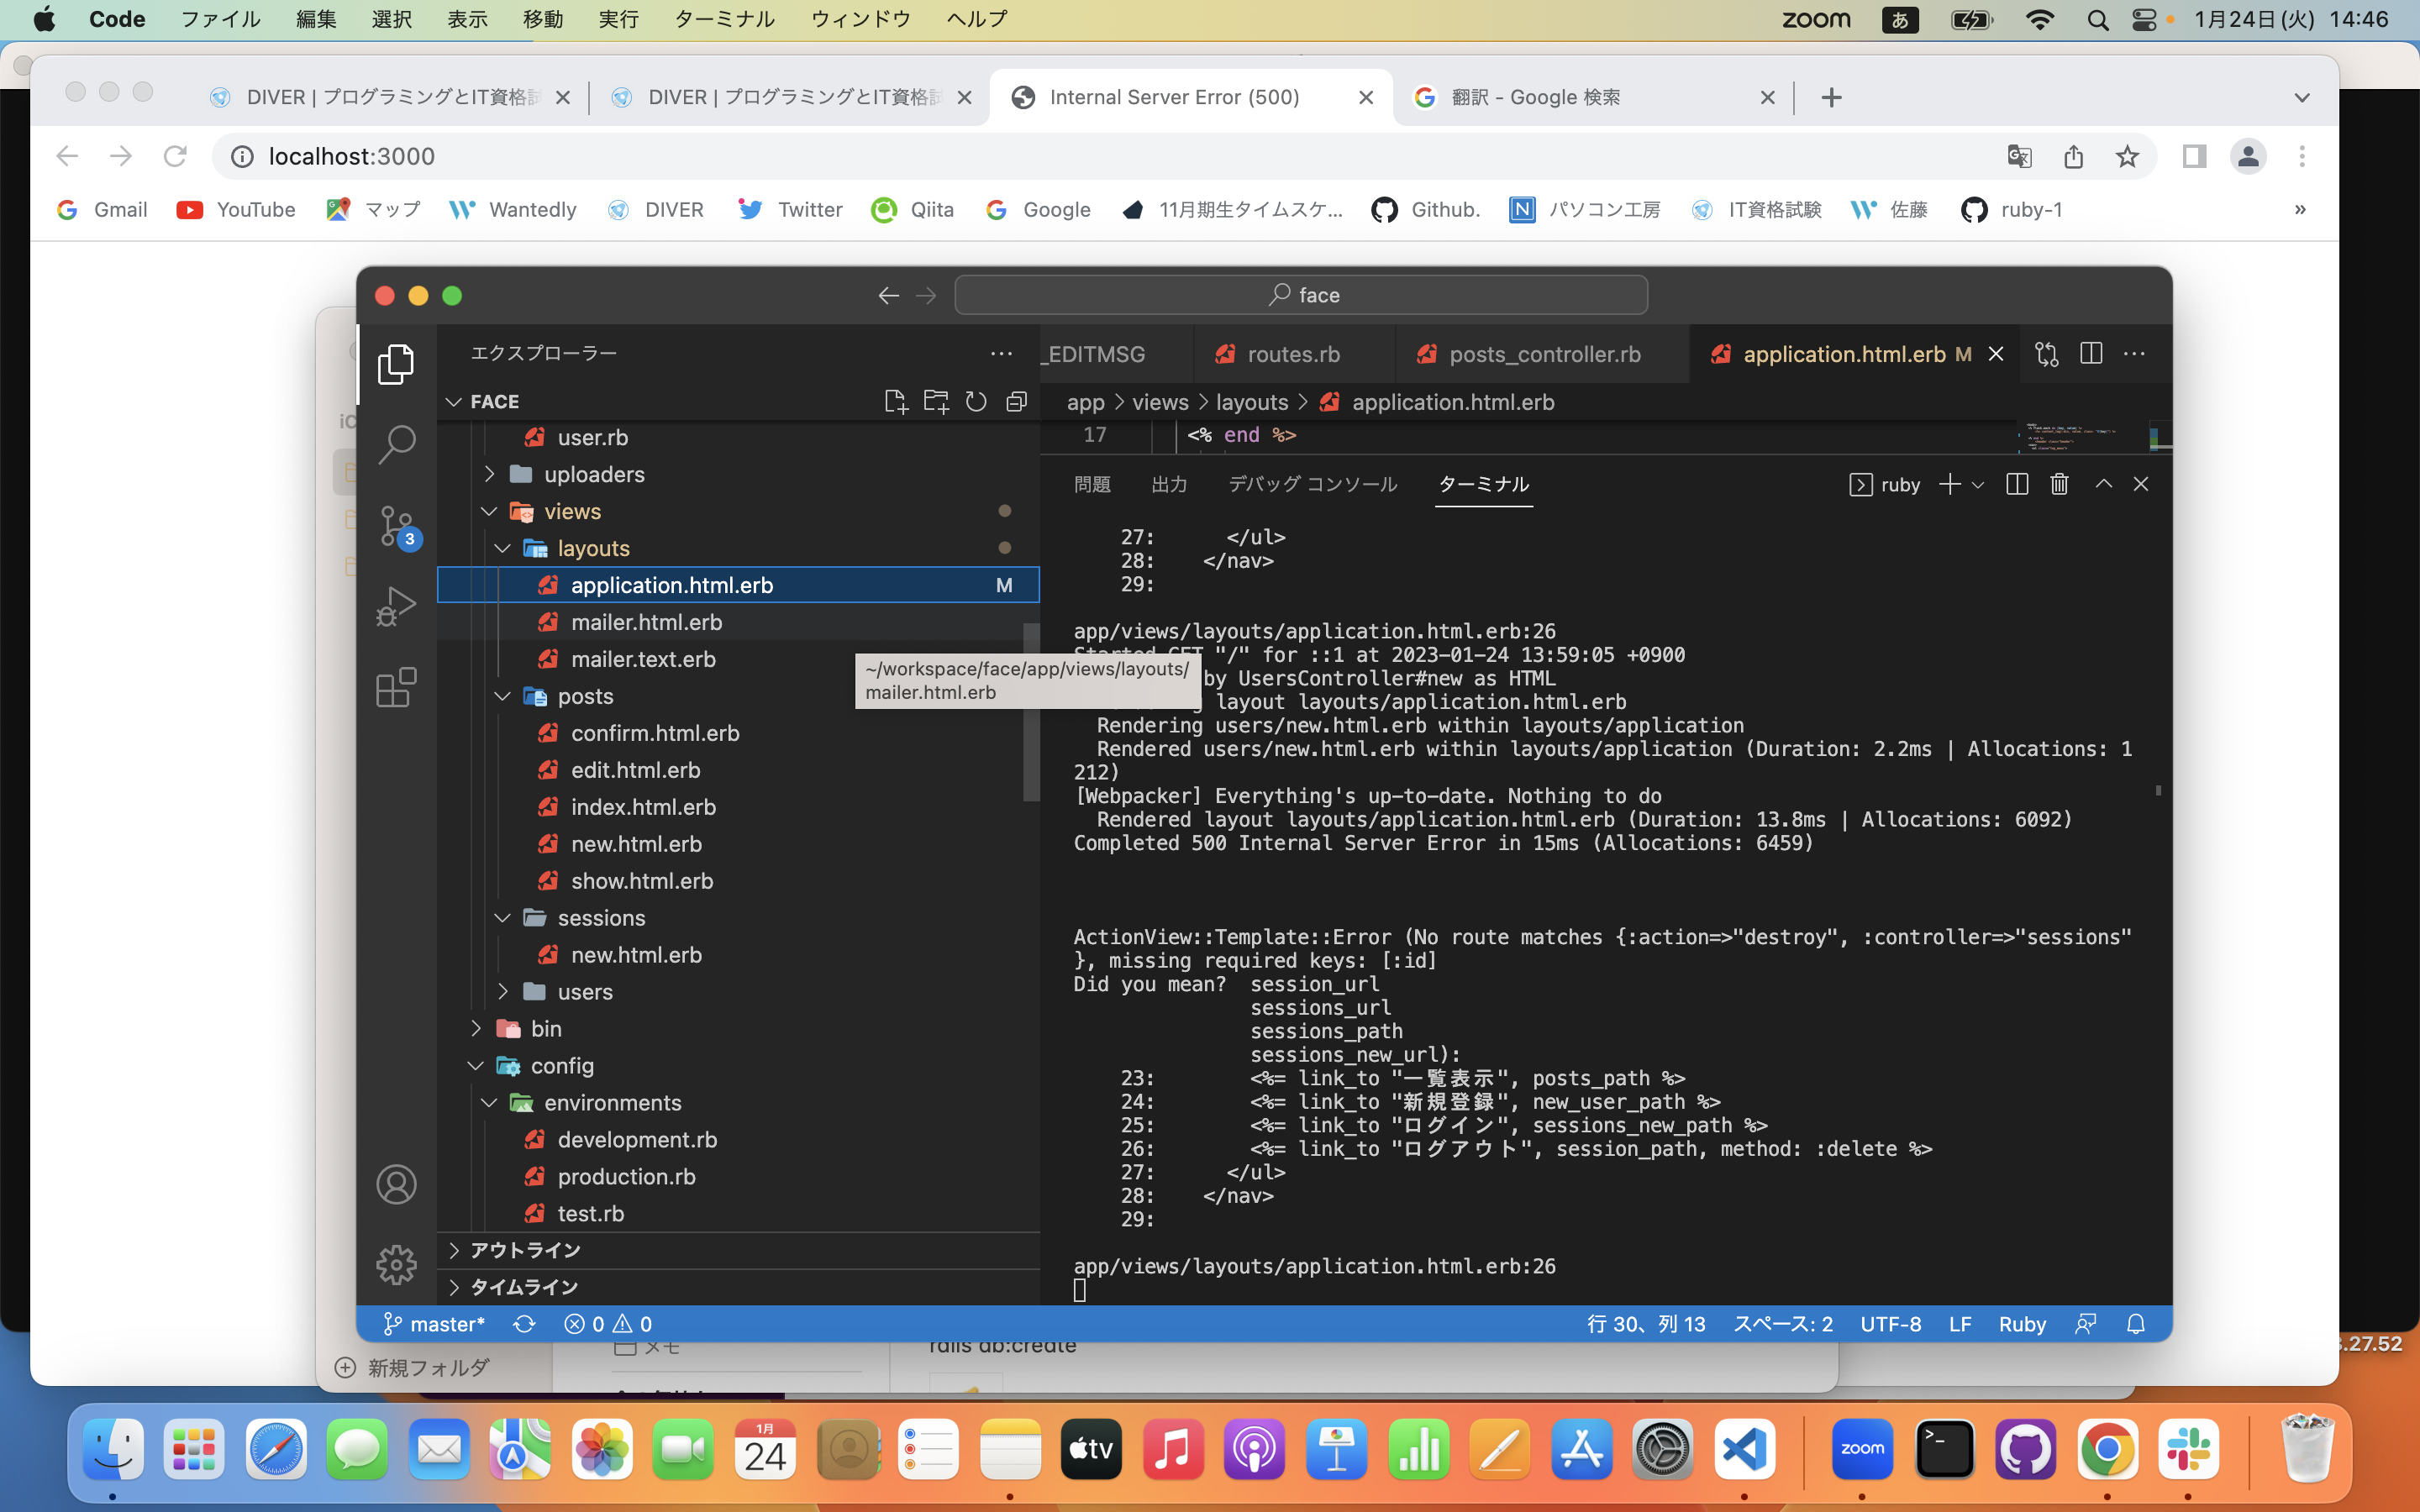 Code ファイル 編集 選択 表示 移動 実行 ターミナル ウィンドウ ヘルプ zoom あ 1月24日(火) 14:46
DIVER | プログラミングとIT資格試 DIVER | プログラミングとIT資格試 Internal Server Error (500) 翻訳 - Google 検索
localhost:3000
Gmail YouTube マップ Wantedly DIVER Twitter Qiita Google 11月期生タイムスケ... Github. パソコン工房 IT資格試験 佐藤 ruby-1 »
face
エクスプローラー
_EDITMSG routes.rb posts_controller.rb application.html.erb M
FACE
app > views > layouts > application.html.erb
17 <% end %>
user.rb
uploaders
views
layouts
application.html.erb M
mailer.html.erb
mailer.text.erb
posts
confirm.html.erb
edit.html.erb
index.html.erb
new.html.erb
show.html.erb
sessions
new.html.erb
users
bin
config
environments
development.rb
production.rb
test.rb
アウトライン
タイムライン
3
~/workspace/face/app/views/layouts/
mailer.html.erb
問題 出力 デバッグ コンソール ターミナル ruby
27: </ul>
28: </nav>
29:
app/views/layouts/application.html.erb:26
Started GET "/" for ::1 at 2023-01-24 13:59:05 +0900
by UsersController#new as HTML
layout layouts/application.html.erb
Rendering users/new.html.erb within layouts/application
Rendered users/new.html.erb within layouts/application (Duration: 2.2ms | Allocations: 1
212)
[Webpacker] Everything's up-to-date. Nothing to do
Rendered layout layouts/application.html.erb (Duration: 13.8ms | Allocations: 6092)
Completed 500 Internal Server Error in 15ms (Allocations: 6459)
ActionView::Template::Error (No route matches {:action=>"destroy", :controller=>"sessions"
}, missing required keys: [:id]
Did you mean? session_url
sessions_url
sessions_path
sessions_new_url):
23: <%= link_to "一覧表示", posts_path %>
24: <%= link_to "新規登録", new_user_path %>
25: <%= link_to "ログイン", sessions_new_path %>
26: <%= link_to "ログアウト", session_path, method: :delete %>
27: </ul>
28: </nav>
29:
app/views/layouts/application.html.erb:26
master* 0 0 行 30、列 13 スペース: 2 UTF-8 LF Ruby
新規フォルダ メモ rails db:create
.27.52
1月
24
tv
zoom